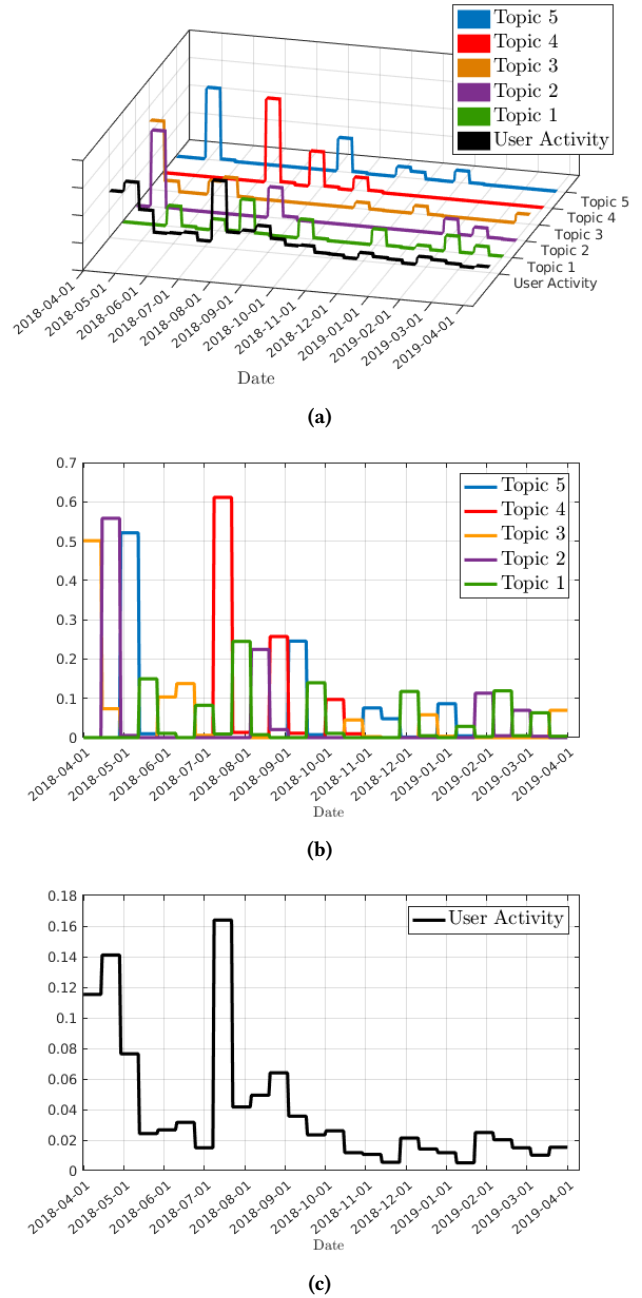 Topic 5
Topic 4
Topic 3
Topic 2
Topic 1
User Activity
Topic 5
Topic 4
Topic 3
Topic 2
Topic 1
User Activity
2018-04-01
2018-05-01
2018-06-01
2018-07-01
2018-08-01
2018-09-01
2018-10-01
2018-11-01
2018-12-01
2019-01-01
2019-02-01
2019-03-01
2019-04-01
Date
(a)
0.7
0.6
0.5
0.4
0.3
0.2
0.1
0
Topic 5
Topic 4
Topic 3
Topic 2
Topic 1
2018-04-01
2018-05-01
2018-06-01
2018-07-01
2018-08-01
2018-09-01
2018-10-01
2018-11-01
2018-12-01
2019-01-01
2019-02-01
2019-03-01
2019-04-01
Date
(b)
0.18
0.16
0.14
0.12
0.1
0.08
0.06
0.04
0.02
0
User Activity
2018-04-01
2018-05-01
2018-06-01
2018-07-01
2018-08-01
2018-09-01
2018-10-01
2018-11-01
2018-12-01
2019-01-01
2019-02-01
2019-03-01
2019-04-01
Date
(c)